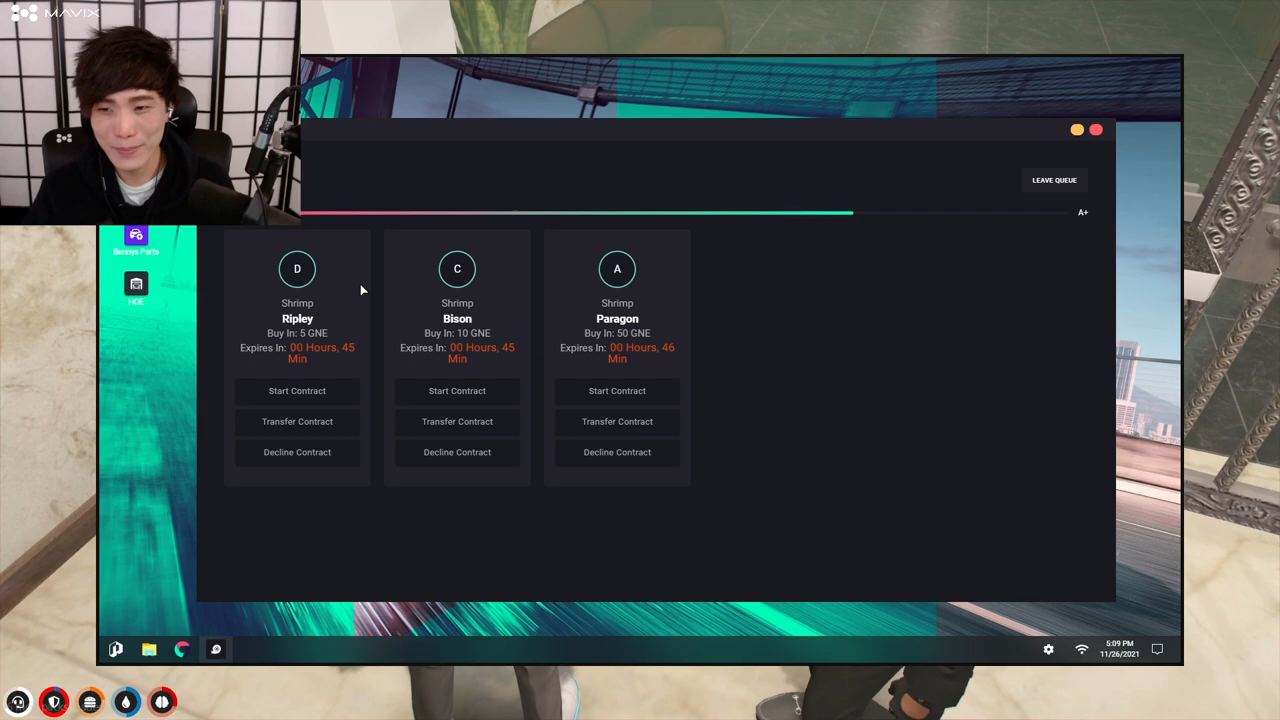 MAVIX
LEAVE QUEUE
A+
Bennys Parts
HOE
D
Shrimp
Ripley
Buy In: 5 GNE
Expires In: 00 Hours, 45
Min
Start Contract
Transfer Contract
Decline Contract
C
Shrimp
Bison
Buy In: 10 GNE
Expires In: 00 Hours, 45
Min
Start Contract
Transfer Contract
Decline Contract
A
Shrimp
Paragon
Buy In: 50 GNE
Expires In: 00 Hours, 46
Min
Start Contract
Transfer Contract
Decline Contract
5:09 PM
11/26/2021